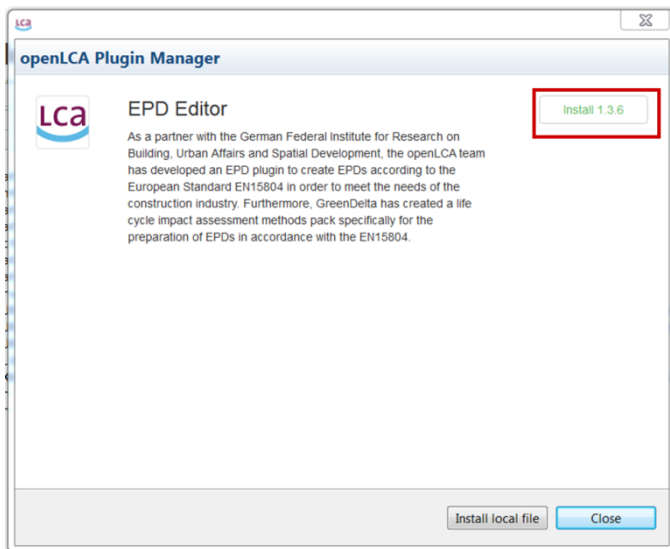 LCa
openLCA Plugin Manager
LCa
EPD Editor
Install 1.3.6
As a partner with the German Federal Institute for Research on
Building, Urban Affairs and Spatial Development, the openLCA team
has developed an EPD plugin to create EPDs according to the
European Standard EN15804 in order to meet the needs of the
construction industry. Furthermore, GreenDelta has created a life
cycle impact assessment methods pack specifically for the
preparation of EPDs in accordance with the EN15804.
Install local file
Close